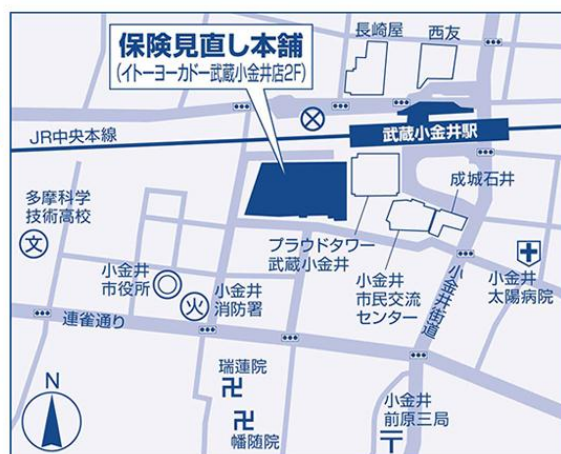 長崎屋
西友
保険見直し本舗
(イトーヨーカドー武蔵小金井店2F)
JR中央本線
武蔵小金井駅
成城石井
多摩科学
技術高校
文
プラウドタワー
武蔵小金井
小金井
市民交流
センター
小金井街道
小金井
太陽病院
小金井
市役所
火
小金井
消防署
連雀通り
瑞蓮院
幡随院
小金井
前原三局
N